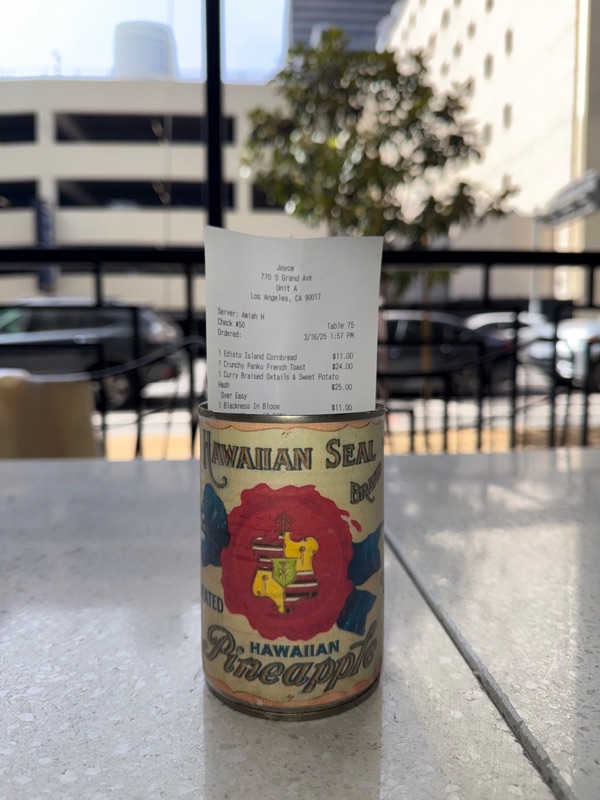 Joyce
770 S Grand Ave
Unit A
Los Angeles, CA 90017
Server: Amiah H
Check #50 Table 75
Ordered: 3/16/25 1:57 PM
1 Edisto Island Cornbread $11.00
1 Crunchy Panko French Toast $24.00
1 Curry Braised Oxtails & Sweet Potato
Hash $25.00
Over Easy
1 Blackness In Bloom $11.00
HAWAIIAN SEAL
HAWAIIAN
Pineapple